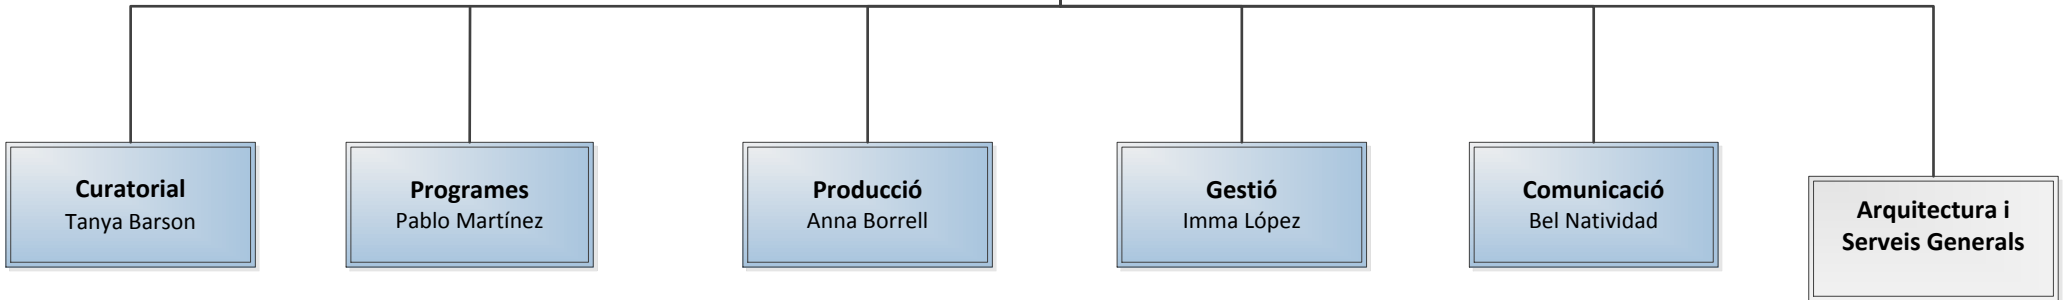 Curatorial
Tanya Barson
Programes
Pablo Martínez
Producció
Anna Borrell
Gestió
Imma López
Comunicació
Bel Natividad
Arquitectura i
Serveis Generals